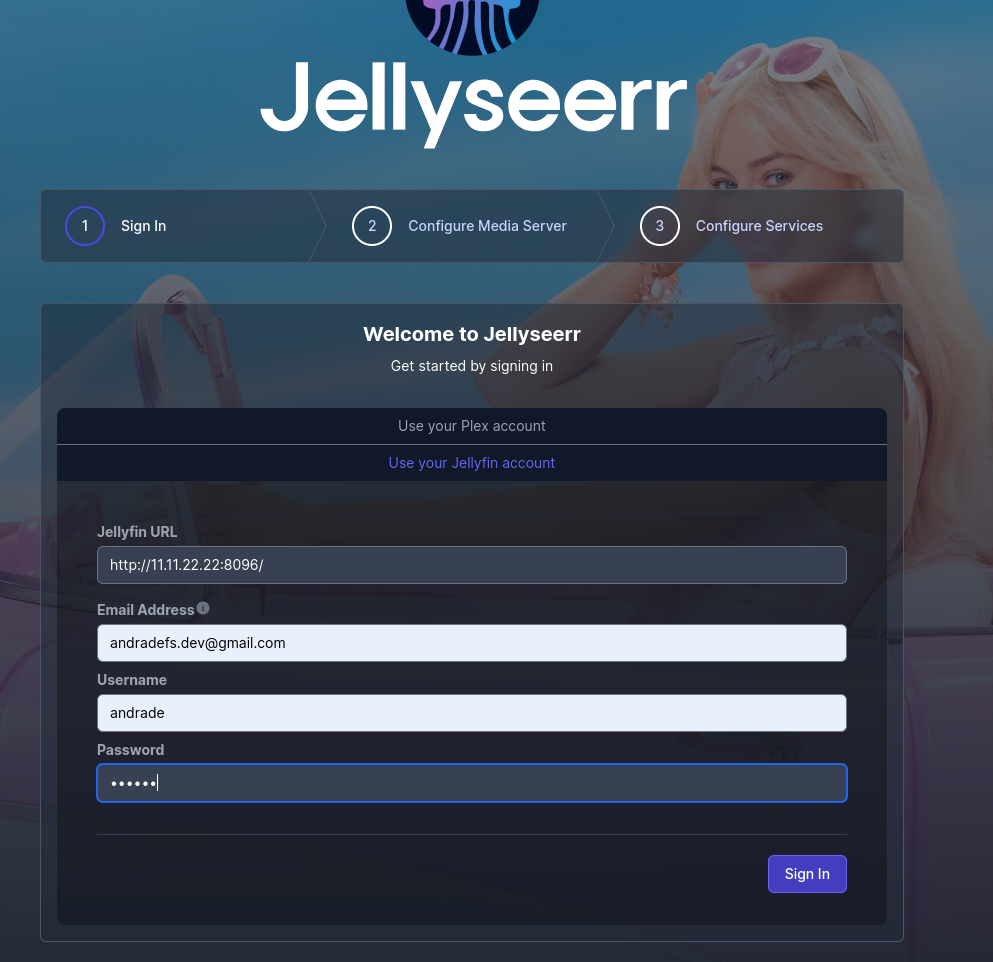 Jellyseerr
1 Sign In
2 Configure Media Server
3 Configure Services
Welcome to Jellyseerr
Get started by signing in
Use your Plex account
Use your Jellyfin account
Jellyfin URL
http://11.11.22.22:8096/
Email Address
andradefs.dev@gmail.com
Username
andrade
Password
••••••
Sign In